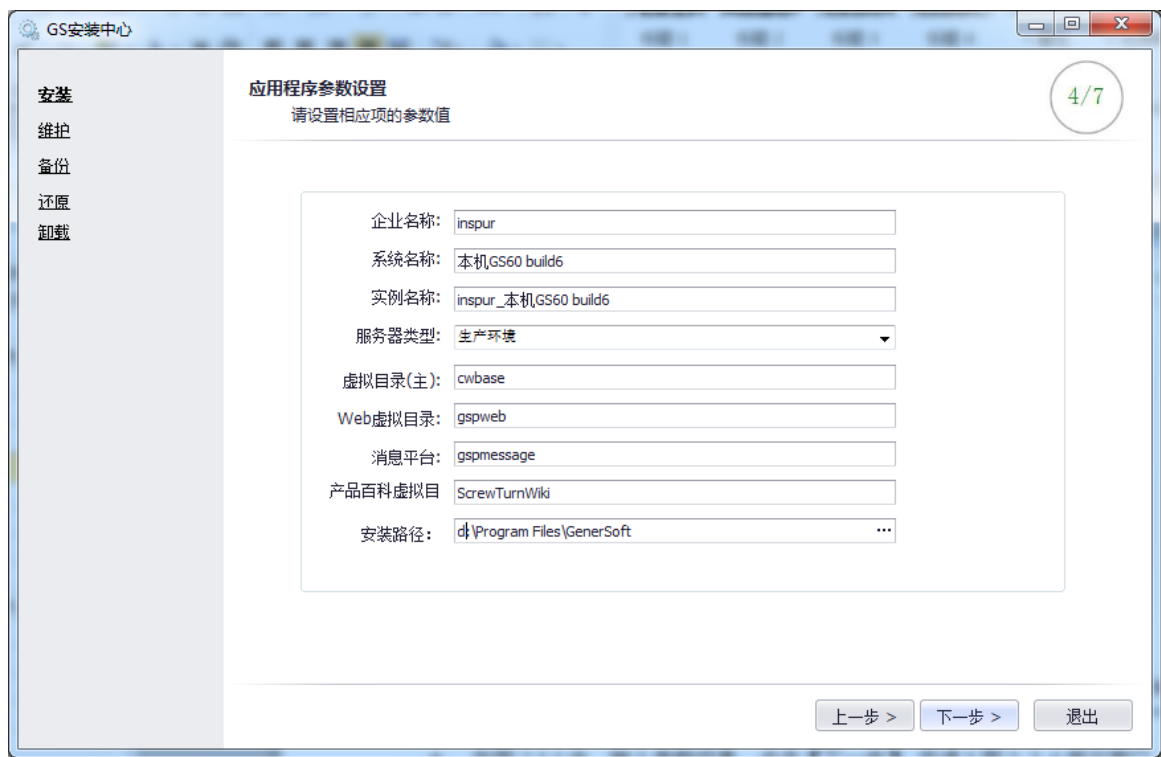 GS安装中心
安装
维护
备份
还原
卸载
应用程序参数设置
请设置相应项的参数值
4/7
企业名称: inspur
系统名称: 本机GS60 build6
实例名称: inspur_本机GS60 build6
服务器类型: 生产环境
虚拟目录(主): cwbase
Web虚拟目录: gspweb
消息平台: gspmessage
产品百科虚拟目 ScrewTurnWiki
安装路径: d:\Program Files\GenerSoft ...
上一步 > 下一步 > 退出